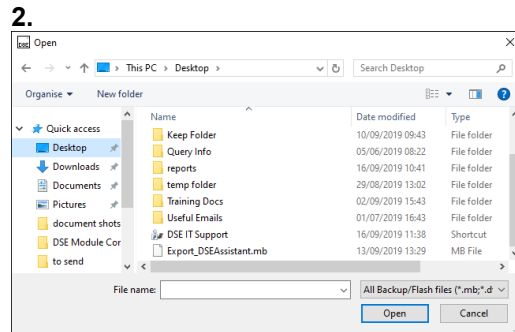 2.
DSE Open
This PC > Desktop > Search Desktop
Organise New folder
Name Date modified Type
Quick access
Desktop
Downloads
Documents
Pictures
document shots
DSE Module Cor
to send
Keep Folder 10/09/2019 09:43 File folder
Query Info 05/06/2019 08:22 File folder
reports 16/09/2019 10:41 File folder
temp folder 29/08/2019 13:02 File folder
Training Docs 02/09/2019 15:43 File folder
Useful Emails 01/07/2019 16:43 File folder
DSE IT Support 16/09/2019 11:38 Shortcut
Export_DSEAssistant.mb 13/09/2019 13:29 MB File
File name: All Backup/Flash files (*.mb;*.d
Open Cancel